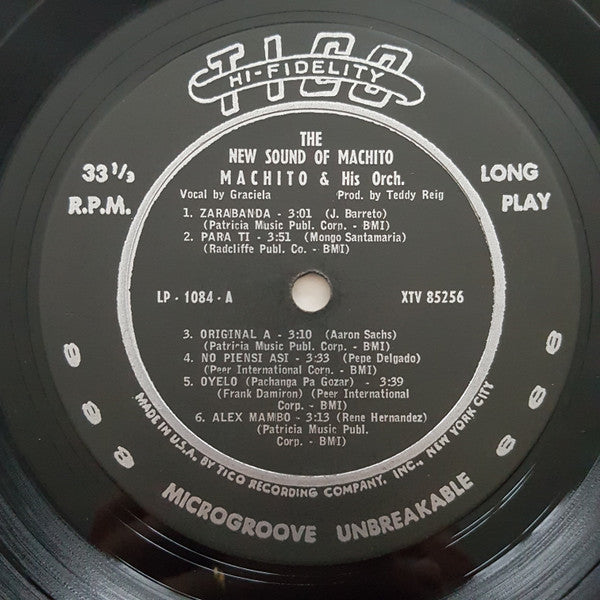 TICO
HI-FIDELITY
THE
NEW SOUND OF MACHITO
MACHITO & His Orch.
33 1/3
R.P.M.
LONG
PLAY
Vocal by Graciela Prod. by Teddy Reig
1. ZARABANDA - 3:01 (J. Barreto)
(Patricia Music Publ. Corp. - BMI)
2. PARA TI - 3:51 (Mongo Santamaria)
(Radcliffe Publ. Co. - BMI)
LP - 1084 - A XTV 85256
3. ORIGINAL A - 3:10 (Aaron Sachs)
(Patricia Music Publ. Corp. - BMI)
4. NO PIENSI ASI - 3:33 (Pepe Delgado)
(Peer International Corp. - BMI)
5. OYELO (Pachanga Pa Gozar) - 3:39
(Frank Damiron) (Peer International
Corp. - BMI)
6. ALEX MAMBO - 3:13 (Rene Hernandez)
(Patricia Music Publ.
Corp. - BMI)
MADE IN U.S.A. BY TICO RECORDING COMPANY, INC., NEW YORK CITY
MICROGROOVE UNBREAKABLE